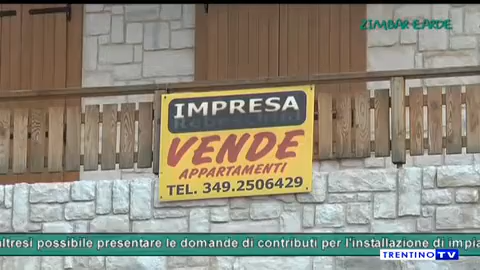 ZIMBAR EARDE
IMPRESA
VENDE
APPARTAMENTI
TEL. 349.2506429
altresì possibile presentare le domande di contributi per l'installazione di impia
TRENTINO TV